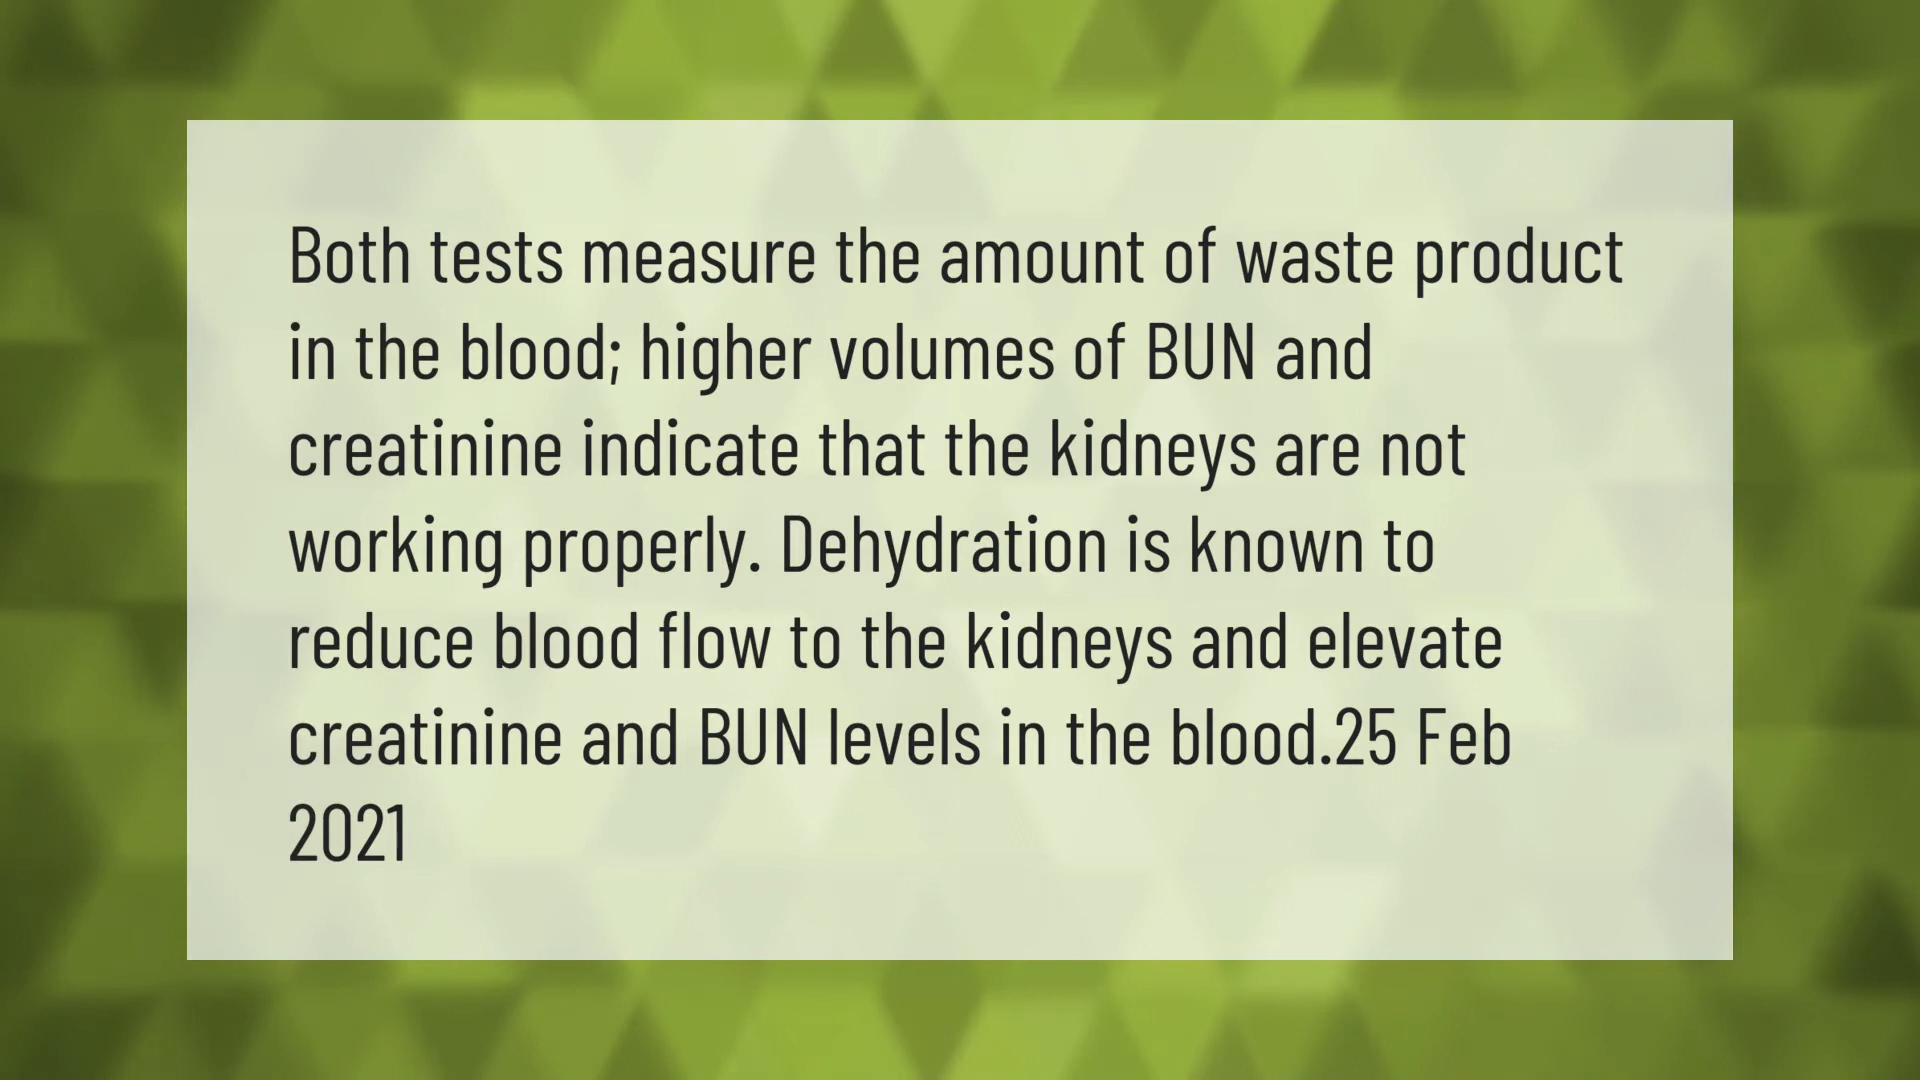 Both tests measure the amount of waste product
in the blood; higher volumes of BUN and
creatinine indicate that the kidneys are not
working properly. Dehydration is known to
reduce blood flow to the kidneys and elevate
creatinine and BUN levels in the blood.25 Feb
2021